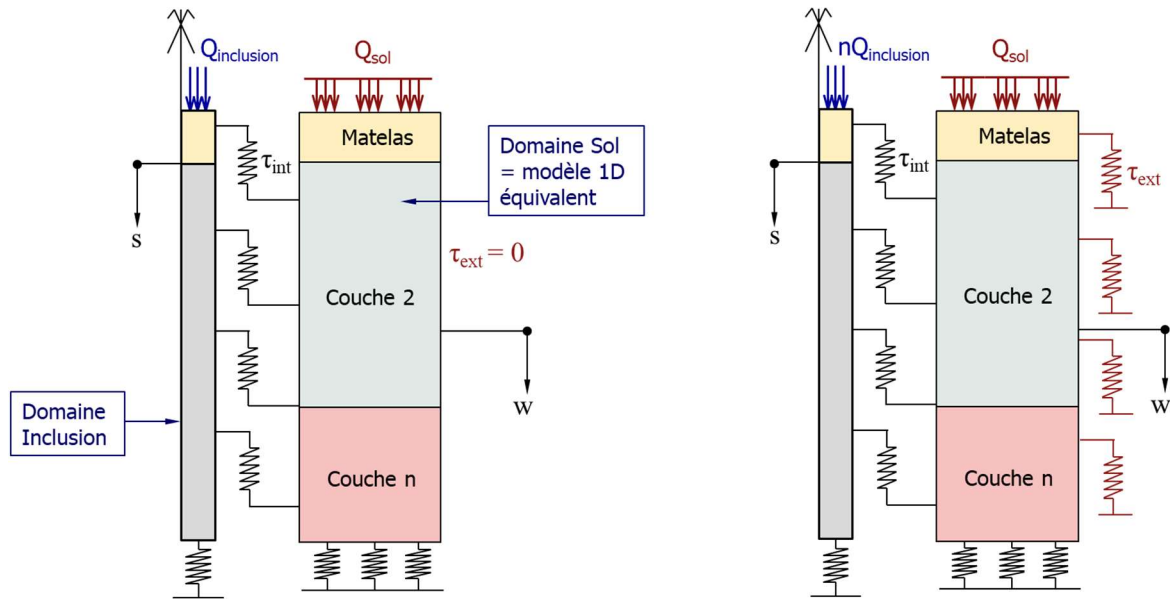 Qinclusion
Qsol
Matelas
τint
Domaine Sol
= modèle 1D
équivalent
s
τext = 0
Couche 2
w
Domaine
Inclusion
Couche n
nQinclusion
Qsol
Matelas
τint
τext
s
Couche 2
w
Couche n